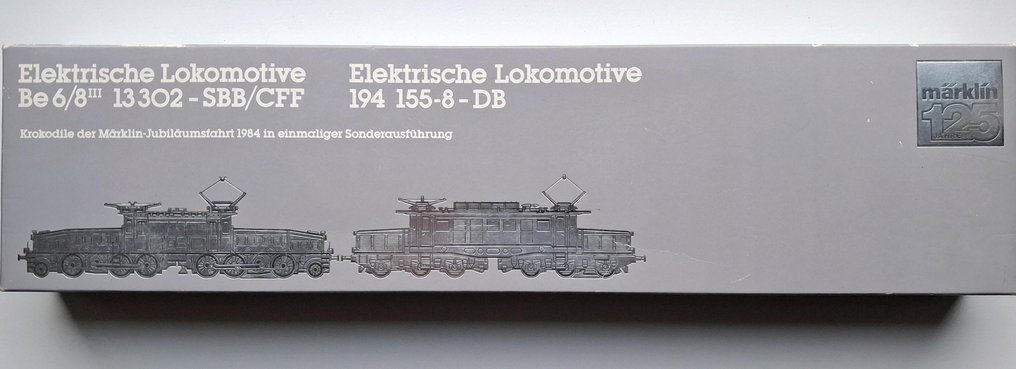 Elektrische Lokomotive
Be 6/8III 13302 - SBB/CFF
Elektrische Lokomotive
194 155-8 - DB
Krokodile der Märklin-Jubiläumsfahrt 1984 in einmaliger Sonderausführung
märklin
125
JAHRE